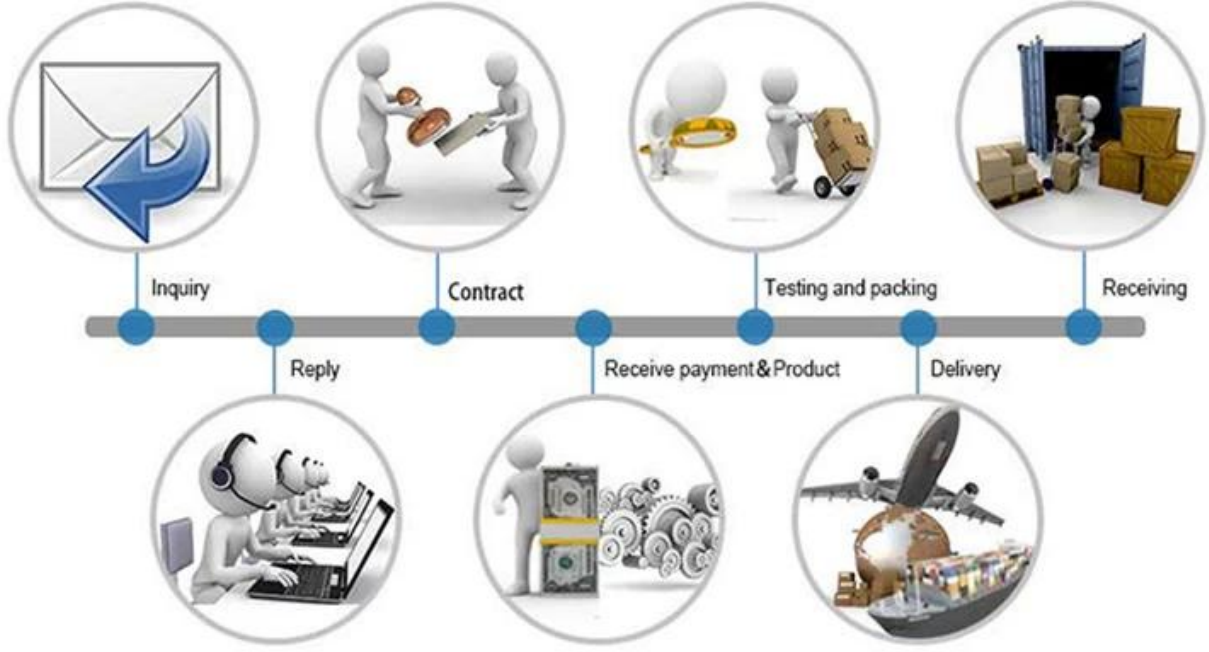 Inquiry
Reply
Contract
Receive payment&Product
Testing and packing
Delivery
Receiving